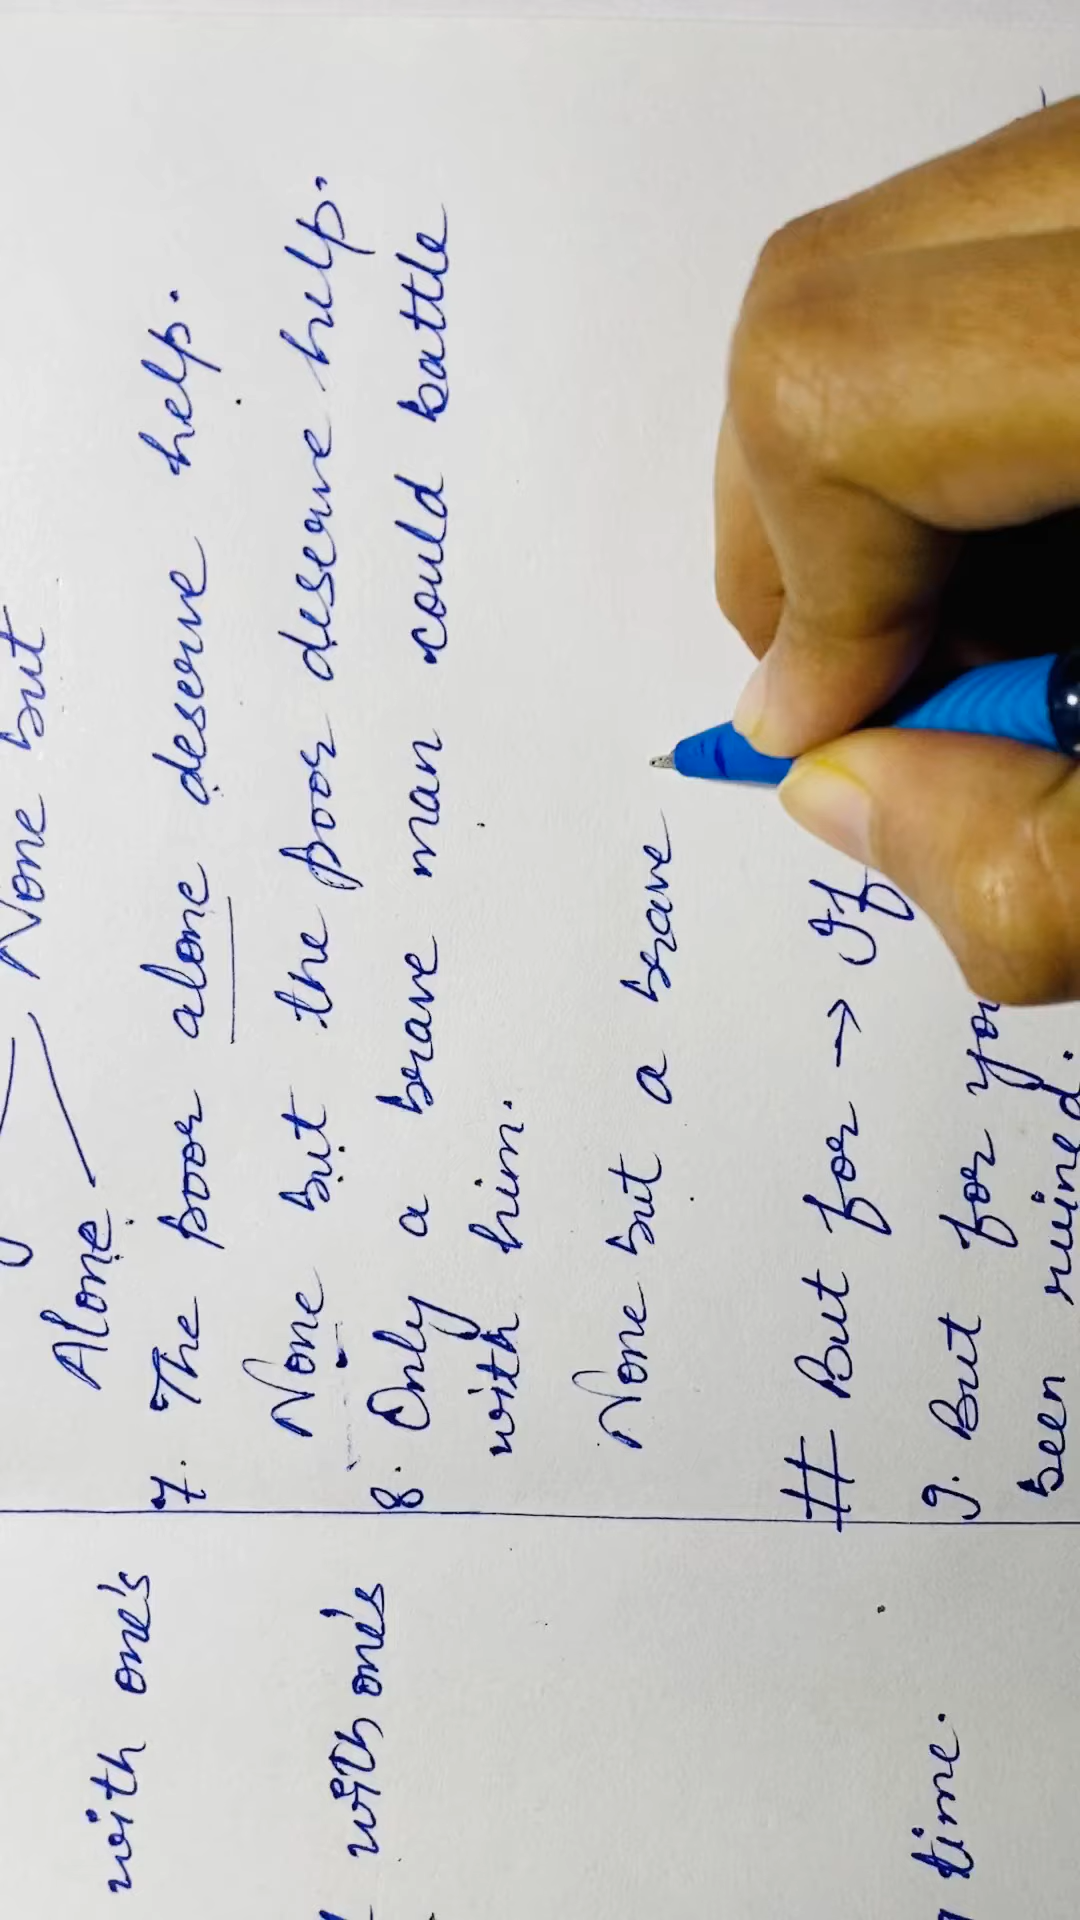 None but
Alone
7. The poor alone deserve help.
None but the poor deserve help.
8. Only a brave man could battle
with him.
None but a brave
# But for → If
9. But for
been ruined.
with one's
with one's
time.